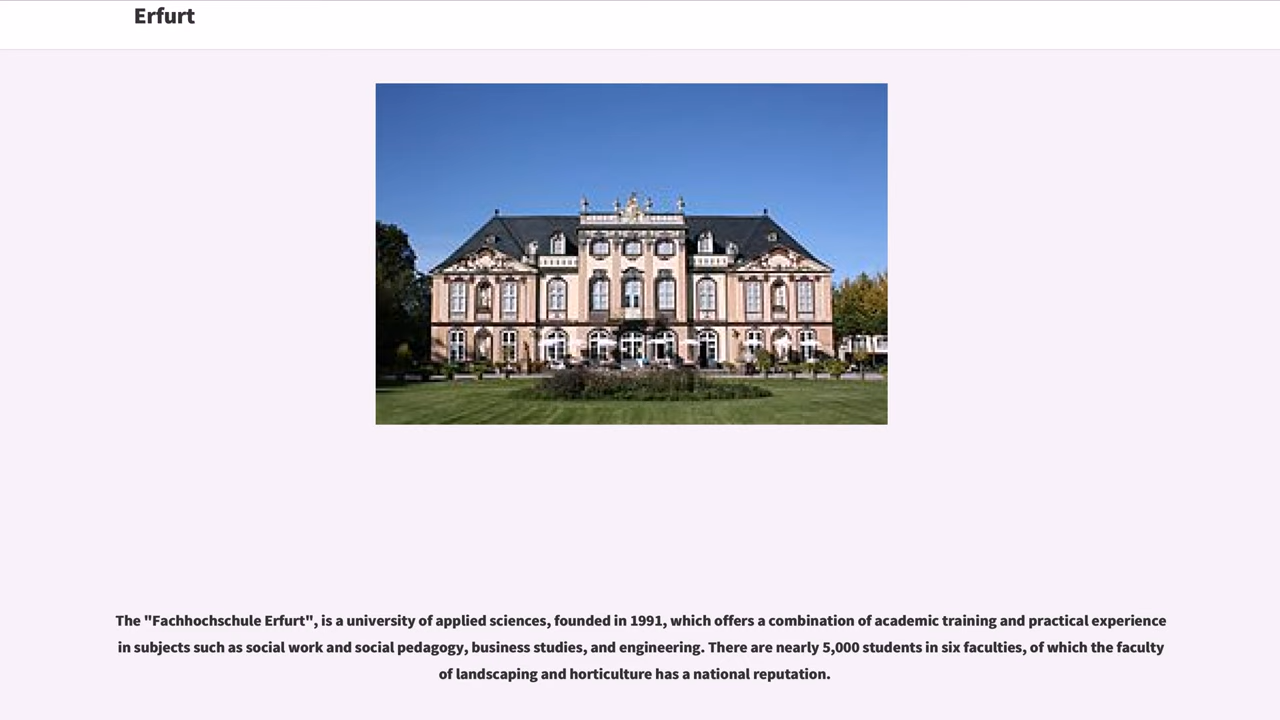 Erfurt
The "Fachhochschule Erfurt", is a university of applied sciences, founded in 1991, which offers a combination of academic training and practical experience
in subjects such as social work and social pedagogy, business studies, and engineering. There are nearly 5,000 students in six faculties, of which the faculty
of landscaping and horticulture has a national reputation.